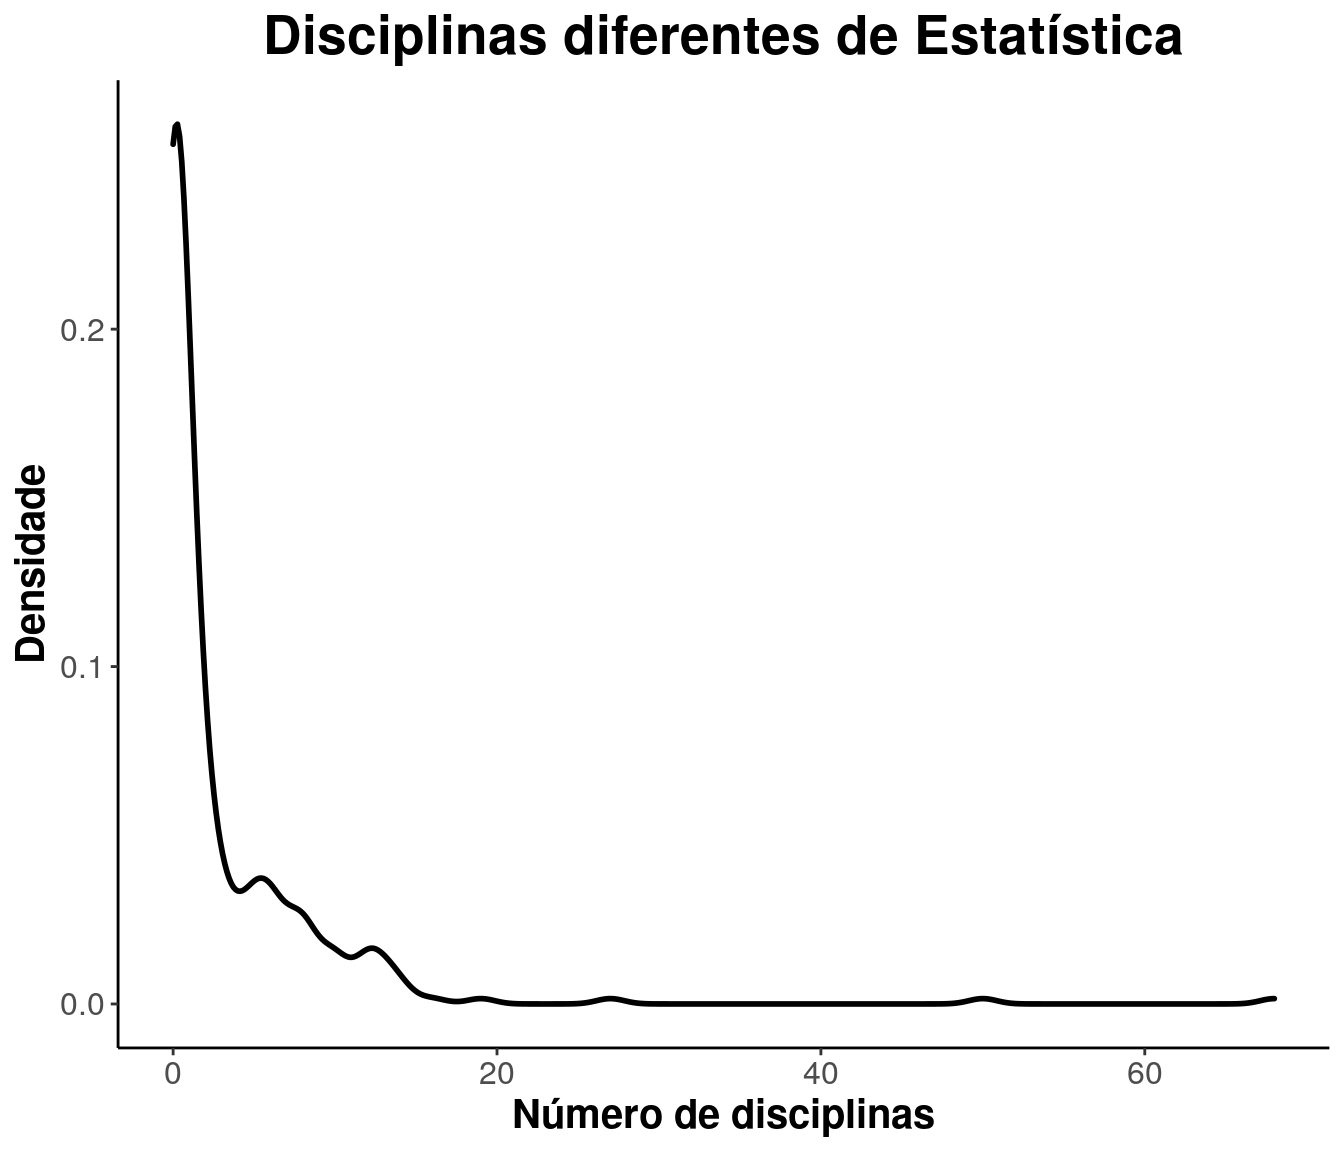 Disciplinas diferentes de Estatística
Densidade
0.2
0.1
0.0
0 20 40 60
Número de disciplinas